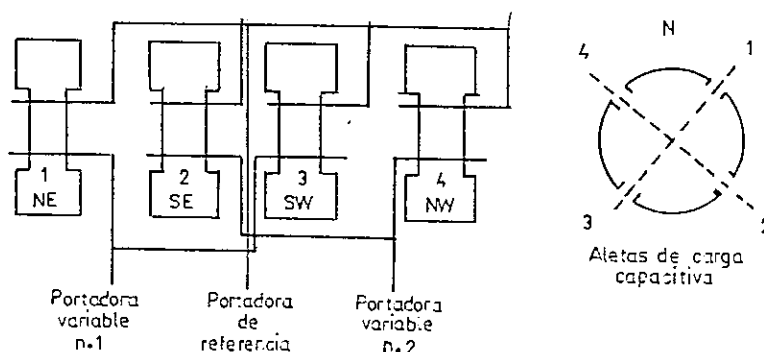 1
NE
2
SE
3
SW
4
NW
Portadora
variable
n.1
Portadora
de
referencia
Portadora
variable
n.2
N
4
1
3
2
Aletas de carga
capacitiva